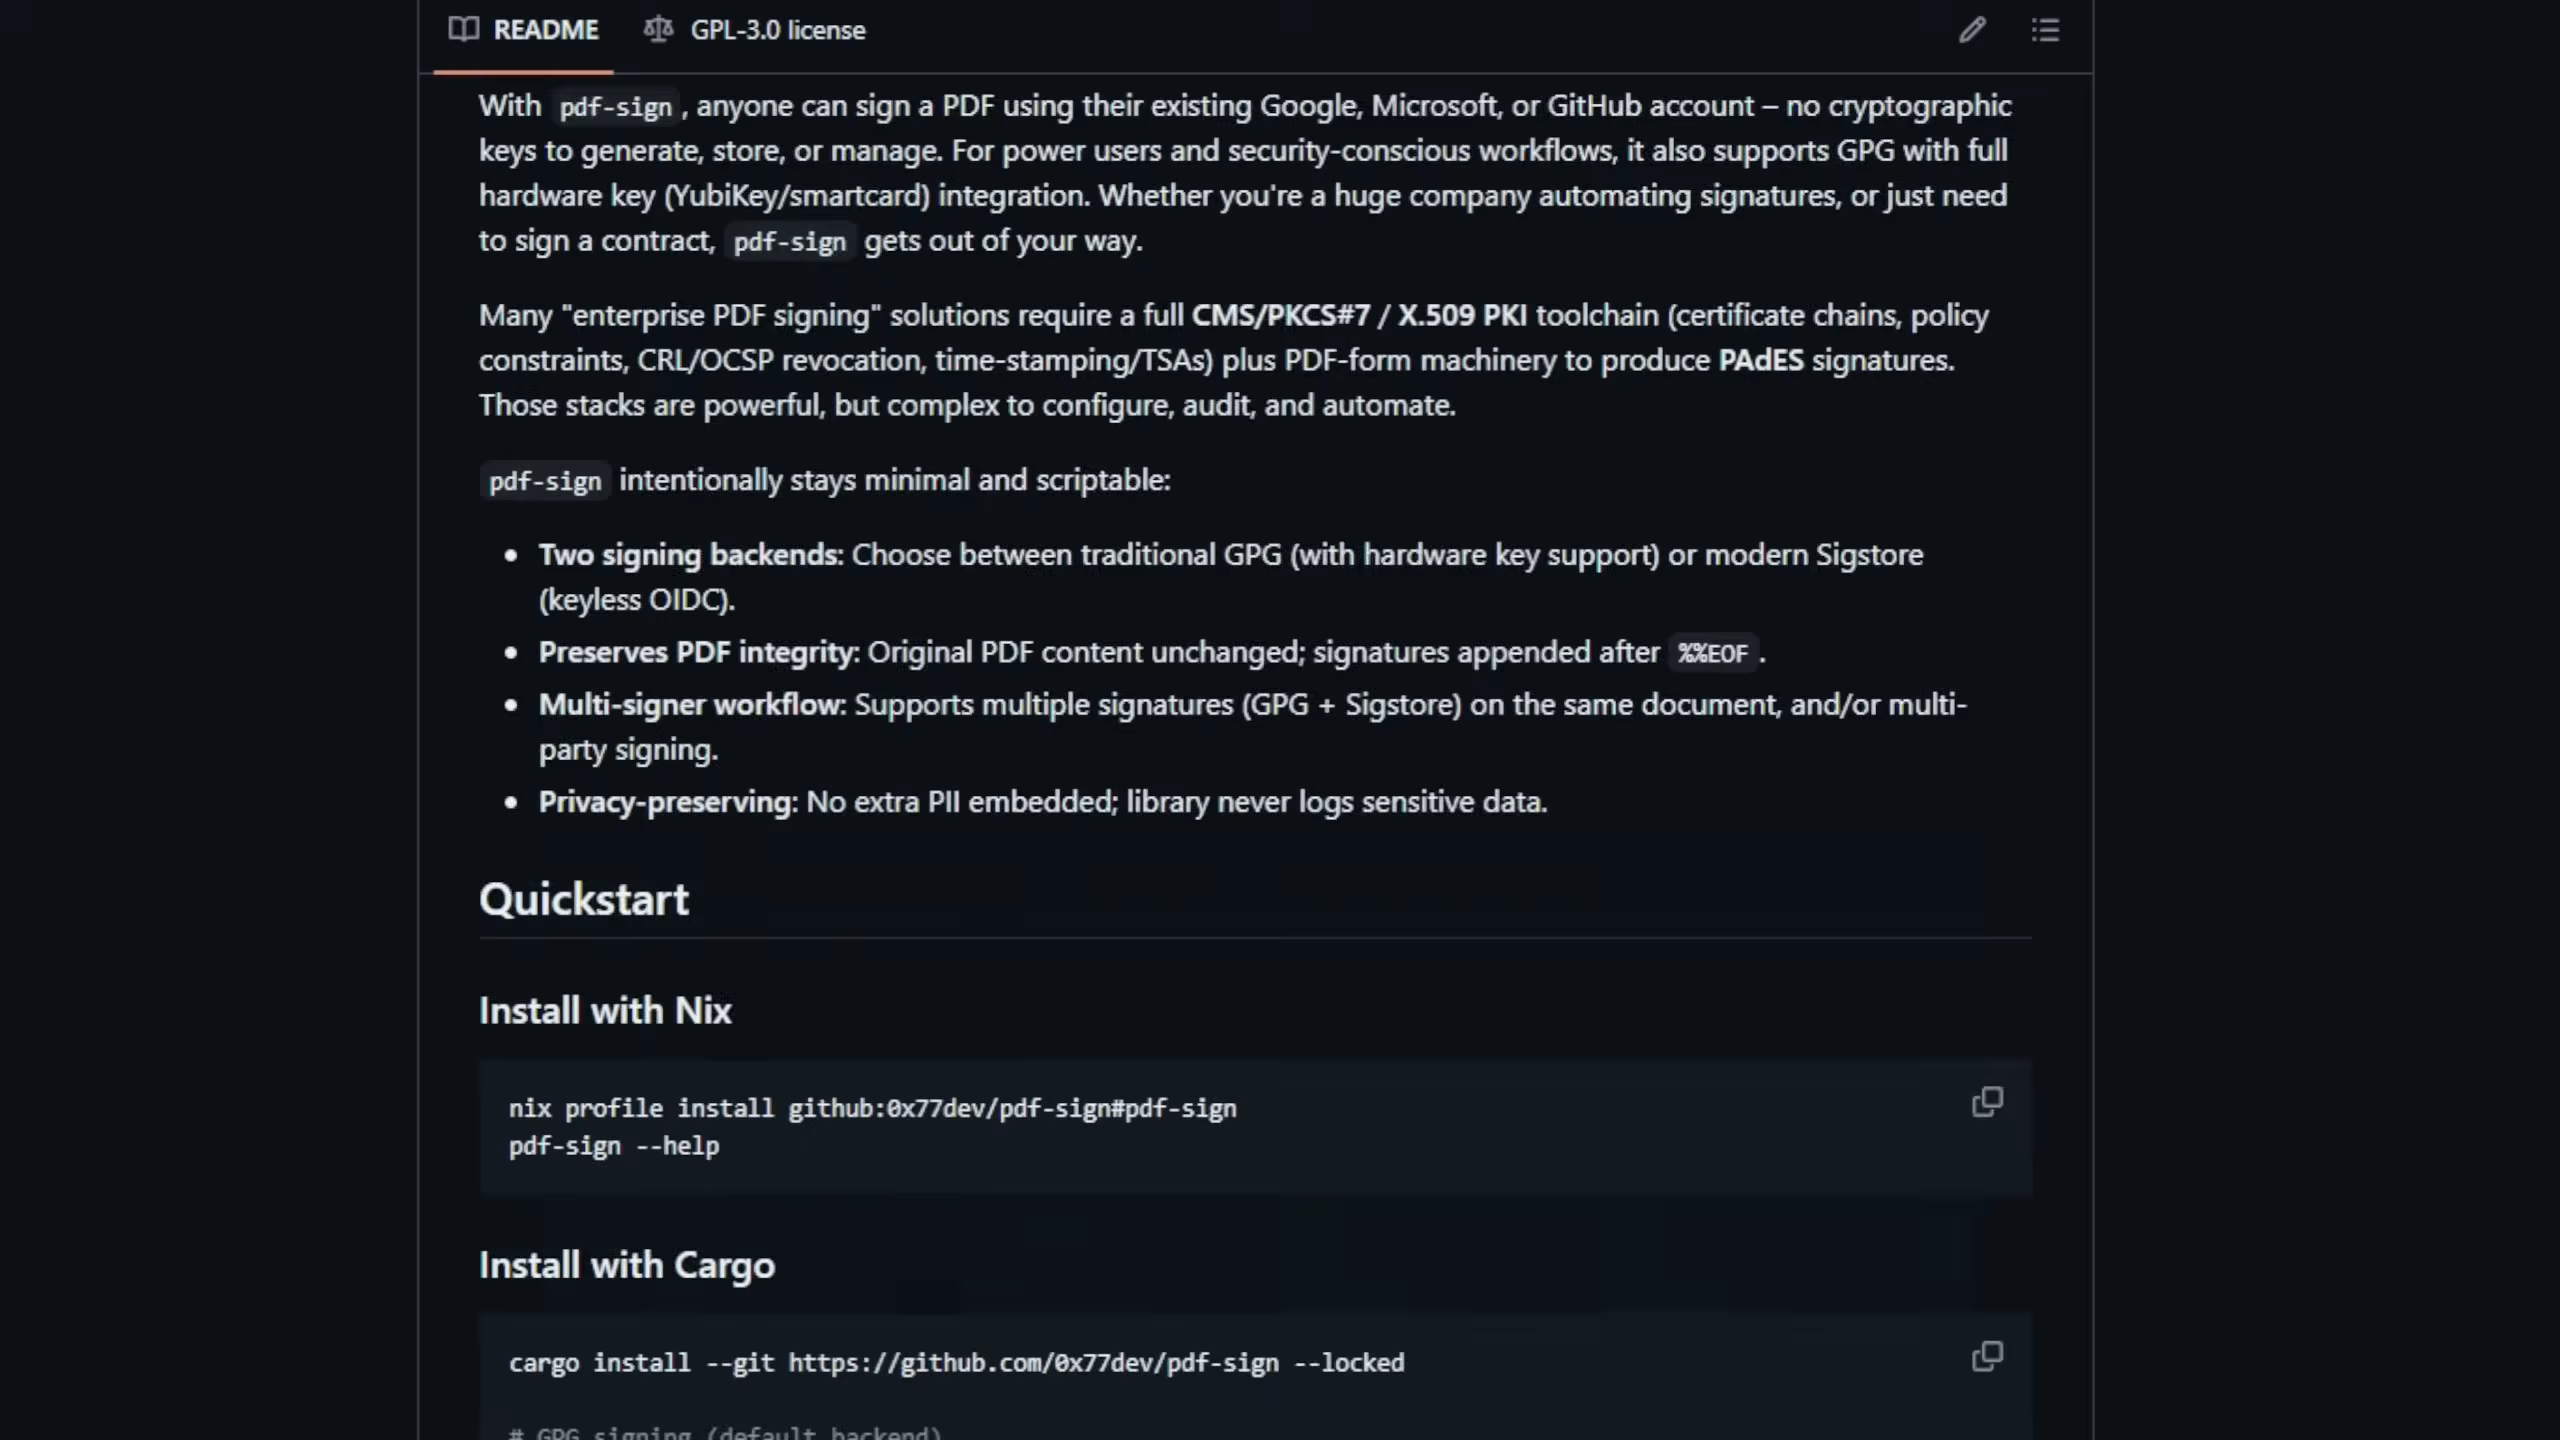 README GPL-3.0 license
With pdf-sign, anyone can sign a PDF using their existing Google, Microsoft, or GitHub account – no cryptographic
keys to generate, store, or manage. For power users and security-conscious workflows, it also supports GPG with full
hardware key (YubiKey/smartcard) integration. Whether you're a huge company automating signatures, or just need
to sign a contract, pdf-sign gets out of your way.
Many "enterprise PDF signing" solutions require a full CMS/PKCS#7 / X.509 PKI toolchain (certificate chains, policy
constraints, CRL/OCSP revocation, time-stamping/TSAs) plus PDF-form machinery to produce PAdES signatures.
Those stacks are powerful, but complex to configure, audit, and automate.
pdf-sign intentionally stays minimal and scriptable:
• Two signing backends: Choose between traditional GPG (with hardware key support) or modern Sigstore
(keyless OIDC).
• Preserves PDF integrity: Original PDF content unchanged; signatures appended after %%EOF.
• Multi-signer workflow: Supports multiple signatures (GPG + Sigstore) on the same document, and/or multi-
party signing.
• Privacy-preserving: No extra PII embedded; library never logs sensitive data.
Quickstart
Install with Nix
nix profile install github:0x77dev/pdf-sign#pdf-sign
pdf-sign --help
Install with Cargo
cargo install --git https://github.com/0x77dev/pdf-sign --locked
# GPG signing (default backend)